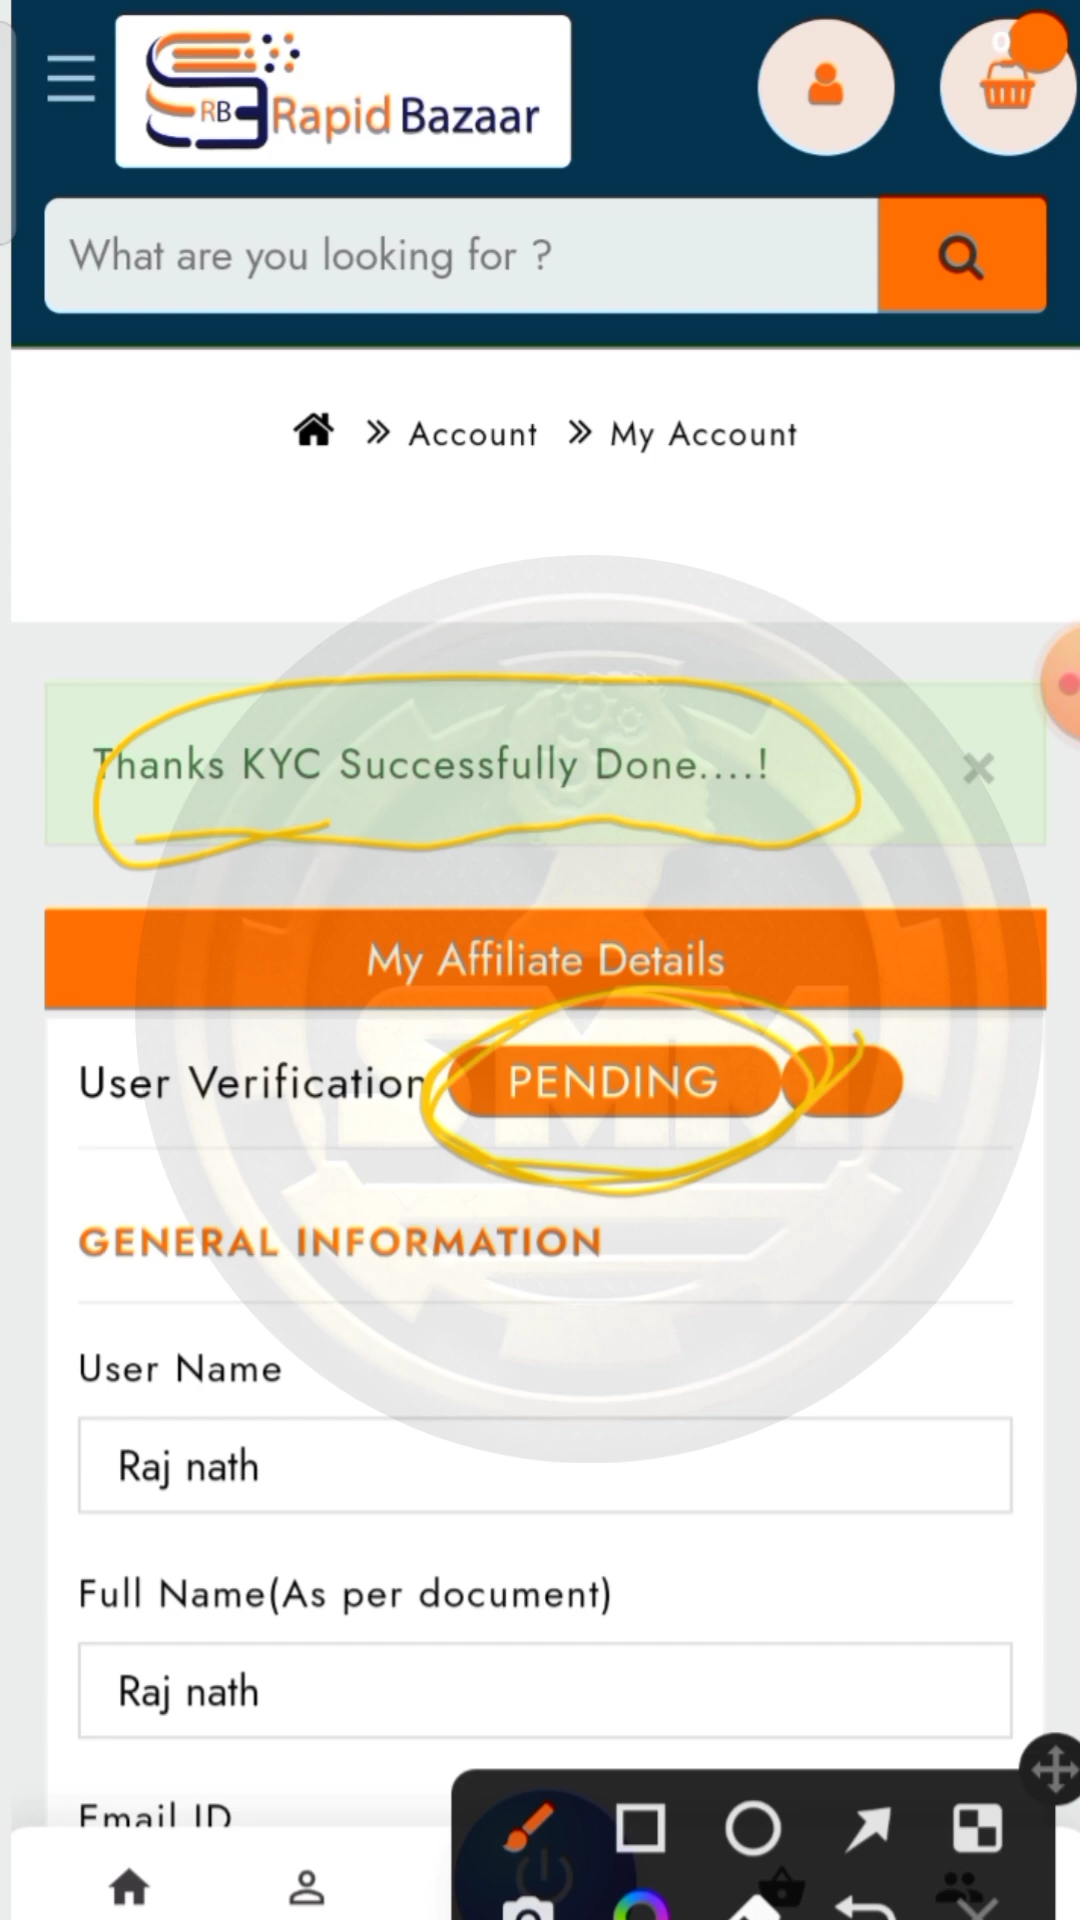 RB Rapid Bazaar
What are you looking for ?
Account My Account
Thanks KYC Successfully Done....!
My Affiliate Details
User Verification PENDING
SMM
GENERAL INFORMATION
User Name
Raj nath
Full Name(As per document)
Raj nath
Email ID